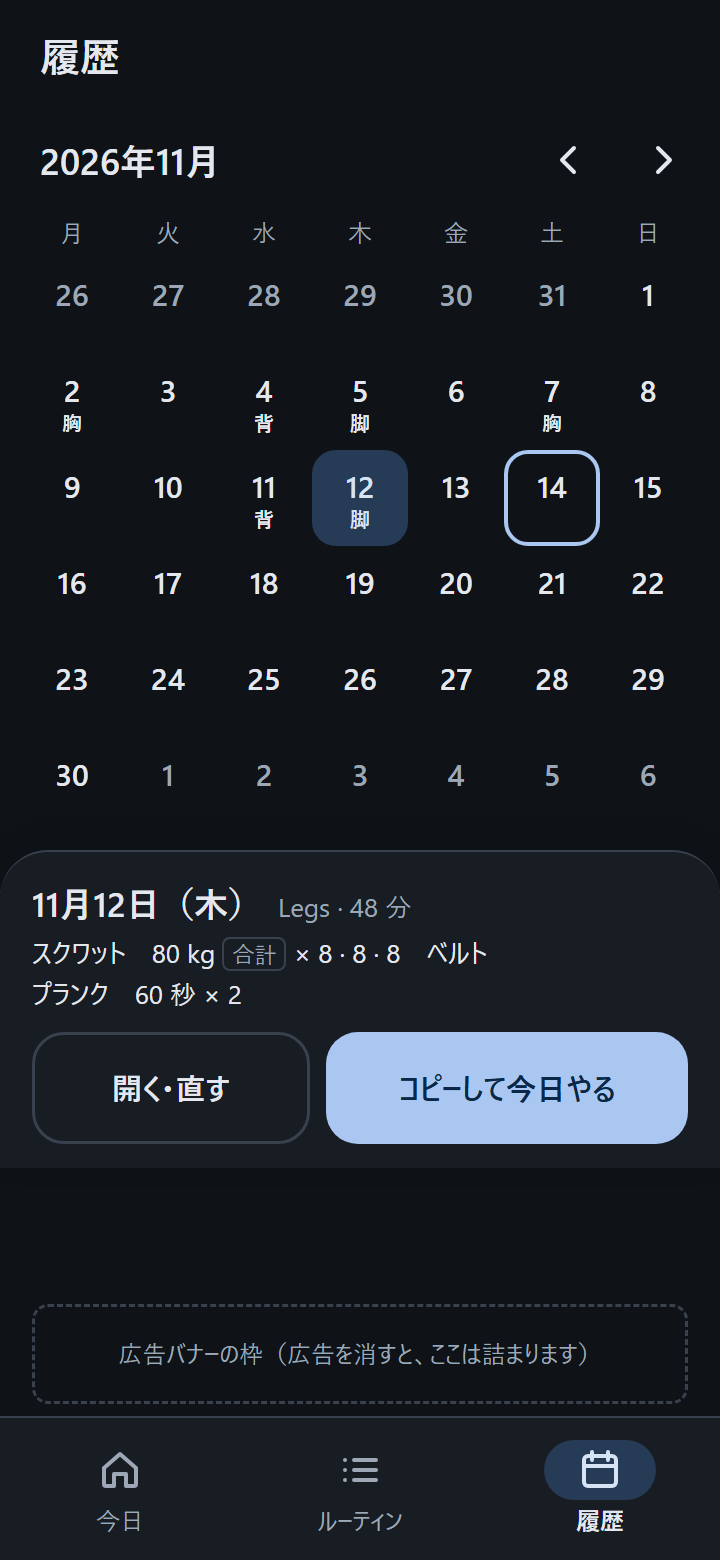 履歴
2026年11月
月 火 水 木 金 土 日
26 27 28 29 30 31 1
2 3 4 5 6 7 8
胸 背 脚 胸
9 10 11 12 13 14 15
背 脚
16 17 18 19 20 21 22
23 24 25 26 27 28 29
30 1 2 3 4 5 6
11月12日（木） Legs · 48 分
スクワット 80 kg 合計 × 8 · 8 · 8 ベルト
プランク 60 秒 × 2
開く・直す コピーして今日やる
広告バナーの枠（広告を消すと、ここは詰まります）
今日 ルーティン 履歴